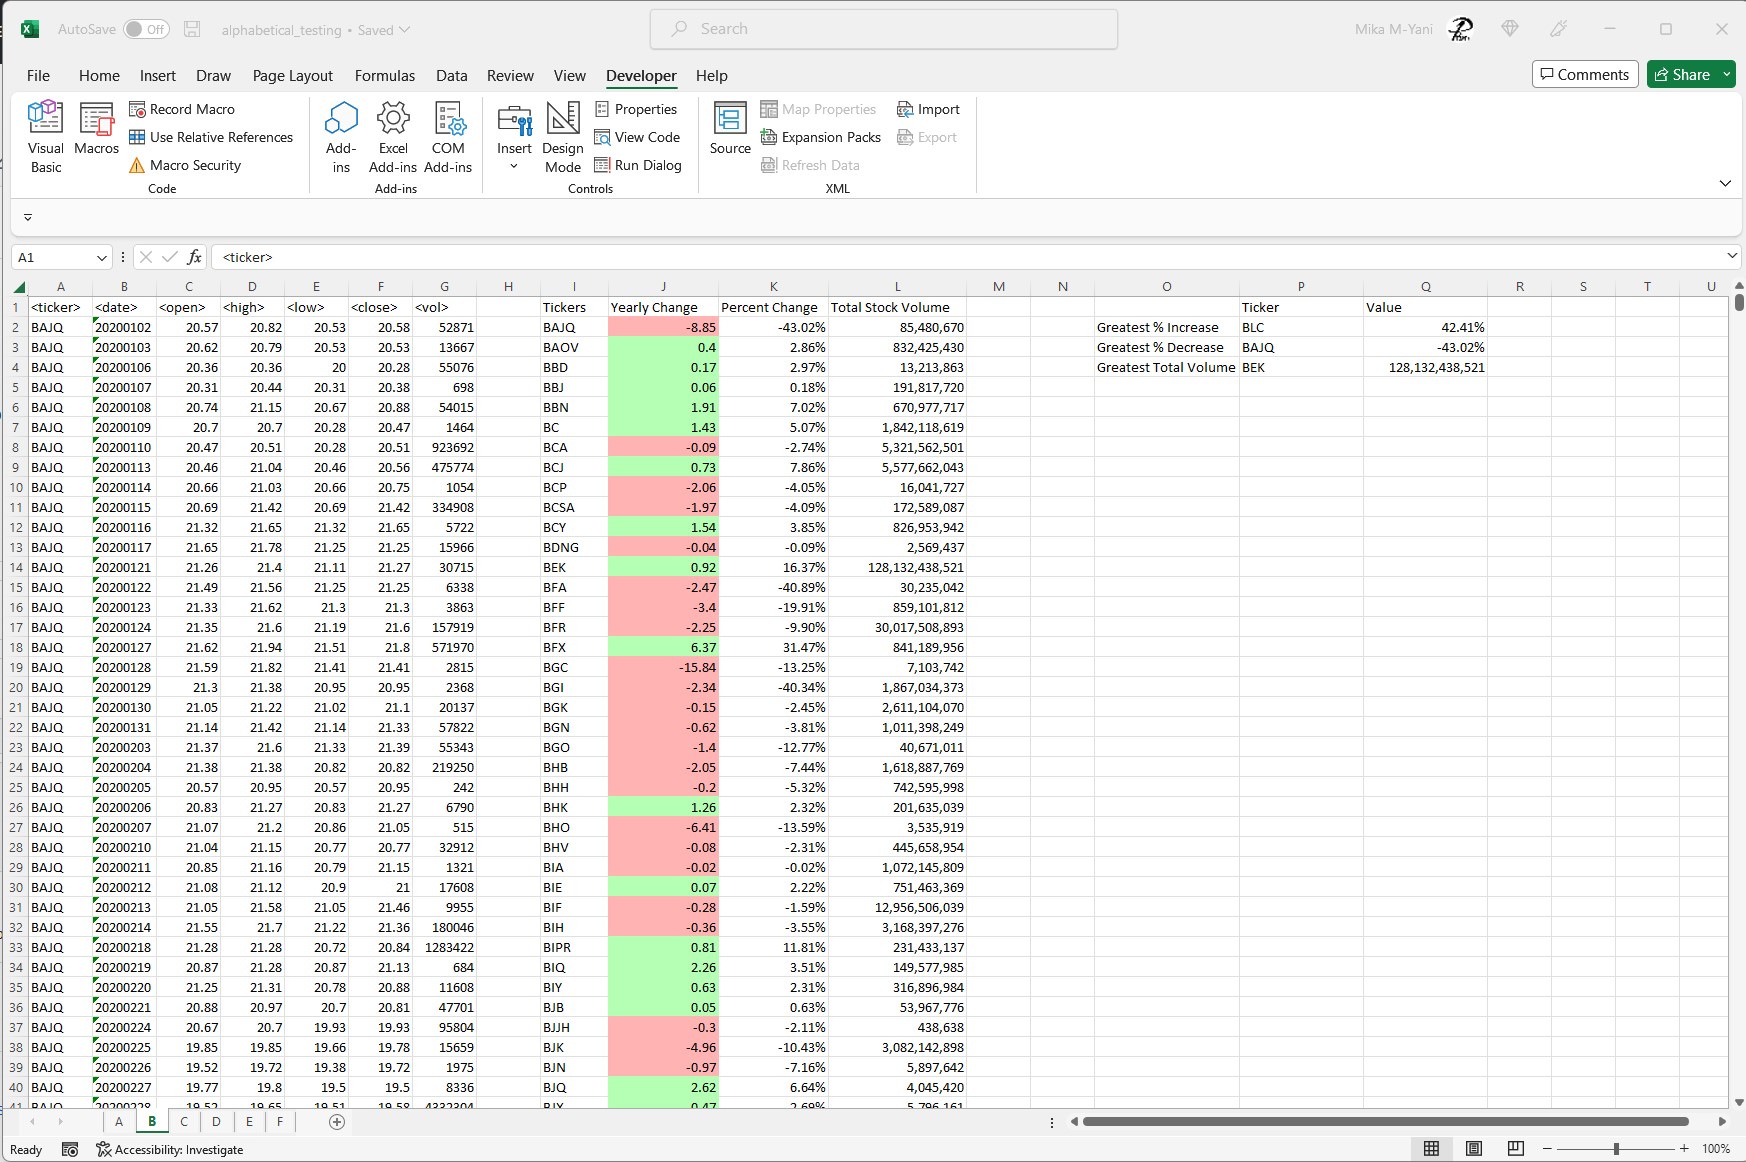 AutoSave Off alphabetical_testing • Saved Search Mika M-Yani
File Home Insert Draw Page Layout Formulas Data Review View Developer Help Comments Share
Visual Basic
Macros
Record Macro
Use Relative References
Macro Security
Code
Add-ins
Excel Add-ins
COM Add-ins
Add-ins
Insert
Design Mode
Properties
View Code
Run Dialog
Controls
Source
Map Properties
Expansion Packs
Refresh Data
Import
Export
XML
A1 fx <ticker>
A B C D E F G H I J K L M N O P Q R S T U
1 <ticker> <date> <open> <high> <low> <close> <vol> Tickers Yearly Change Percent Change Total Stock Volume Ticker Value
2 BAJQ 20200102 20.57 20.82 20.53 20.58 52871 BAJQ -8.85 -43.02% 85,480,670 Greatest % Increase BLC 42.41%
3 BAJQ 20200103 20.62 20.79 20.53 20.53 13667 BAOV 0.4 2.86% 832,425,430 Greatest % Decrease BAJQ -43.02%
4 BAJQ 20200106 20.36 20.36 20 20.28 55076 BBD 0.17 2.97% 13,213,863 Greatest Total Volume BEK 128,132,438,521
5 BAJQ 20200107 20.31 20.44 20.31 20.38 698 BBJ 0.06 0.18% 191,817,720
6 BAJQ 20200108 20.74 21.15 20.67 20.88 54015 BBN 1.91 7.02% 670,977,717
7 BAJQ 20200109 20.7 20.7 20.28 20.47 1464 BC 1.43 5.07% 1,842,118,619
8 BAJQ 20200110 20.47 20.51 20.28 20.51 923692 BCA -0.09 -2.74% 5,321,562,501
9 BAJQ 20200113 20.46 21.04 20.46 20.56 475774 BCJ 0.73 7.86% 5,577,662,043
10 BAJQ 20200114 20.66 21.03 20.66 20.75 1054 BCP -2.06 -4.05% 16,041,727
11 BAJQ 20200115 20.69 21.42 20.69 21.42 334908 BCSA -1.97 -4.09% 172,589,087
12 BAJQ 20200116 21.32 21.65 21.32 21.65 5722 BCY 1.54 3.85% 826,953,942
13 BAJQ 20200117 21.65 21.78 21.25 21.25 15966 BDNG -0.04 -0.09% 2,569,437
14 BAJQ 20200121 21.26 21.4 21.11 21.27 30715 BEK 0.92 16.37% 128,132,438,521
15 BAJQ 20200122 21.49 21.56 21.25 21.25 6338 BFA -2.47 -40.89% 30,235,042
16 BAJQ 20200123 21.33 21.62 21.3 21.3 3863 BFF -3.4 -19.91% 859,101,812
17 BAJQ 20200124 21.35 21.6 21.19 21.6 157919 BFR -2.25 -9.90% 30,017,508,893
18 BAJQ 20200127 21.62 21.94 21.51 21.8 571970 BFX 6.37 31.47% 841,189,956
19 BAJQ 20200128 21.59 21.82 21.41 21.41 2815 BGC -15.84 -13.25% 7,103,742
20 BAJQ 20200129 21.3 21.38 20.95 20.95 2368 BGI -2.34 -40.34% 1,867,034,373
21 BAJQ 20200130 21.05 21.22 21.02 21.1 20137 BGK -0.15 -2.45% 2,611,104,070
22 BAJQ 20200131 21.14 21.42 21.14 21.33 57822 BGN -0.62 -3.81% 1,011,398,249
23 BAJQ 20200203 21.37 21.6 21.33 21.39 55343 BGO -1.4 -12.77% 40,671,011
24 BAJQ 20200204 21.38 21.38 20.82 20.82 219250 BHB -2.05 -7.44% 1,618,887,769
25 BAJQ 20200205 20.57 20.95 20.57 20.95 242 BHH -0.2 -5.32% 742,595,998
26 BAJQ 20200206 20.83 21.27 20.83 21.27 6790 BHK 1.26 2.32% 201,635,039
27 BAJQ 20200207 21.07 21.2 20.86 21.05 515 BHO -6.41 -13.59% 3,535,919
28 BAJQ 20200210 21.04 21.15 20.77 20.77 32912 BHV -0.08 -2.31% 445,658,954
29 BAJQ 20200211 20.85 21.16 20.79 21.15 1321 BIA -0.02 -0.02% 1,072,145,809
30 BAJQ 20200212 21.08 21.12 20.9 21 17608 BIE 0.07 2.22% 751,463,369
31 BAJQ 20200213 21.05 21.58 21.05 21.46 9955 BIF -0.28 -1.59% 12,956,506,039
32 BAJQ 20200214 21.55 21.7 21.22 21.36 180046 BIH -0.36 -3.55% 3,168,397,276
33 BAJQ 20200218 21.28 21.28 20.72 20.84 1283422 BIPR 0.81 11.81% 231,433,137
34 BAJQ 20200219 20.87 21.28 20.87 21.13 684 BIQ 2.26 3.51% 149,577,985
35 BAJQ 20200220 21.25 21.31 20.78 20.88 11608 BIY 0.63 2.31% 316,896,984
36 BAJQ 20200221 20.88 20.97 20.7 20.81 47701 BJB 0.05 0.63% 53,967,776
37 BAJQ 20200224 20.67 20.7 19.93 19.93 95804 BJJH -0.3 -2.11% 438,638
38 BAJQ 20200225 19.85 19.85 19.66 19.78 15659 BJK -4.96 -10.43% 3,082,142,898
39 BAJQ 20200226 19.52 19.72 19.38 19.72 1975 BJN -0.97 -7.16% 5,897,642
40 BAJQ 20200227 19.77 19.8 19.5 19.5 8336 BJQ 2.62 6.64% 4,045,420
A B C D E F
Ready Accessibility: Investigate 100%